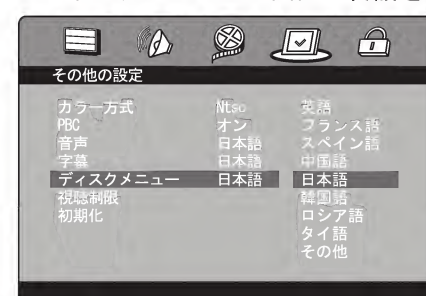 その他の設定
カラー方式 Ntsc 英語
PBC オン フランス語
音声 日本語 スペイン語
字幕 日本語 中国語
ディスクメニュー 日本語 日本語
視聴制限 韓国語
初期化 ロシア語
タイ語
その他